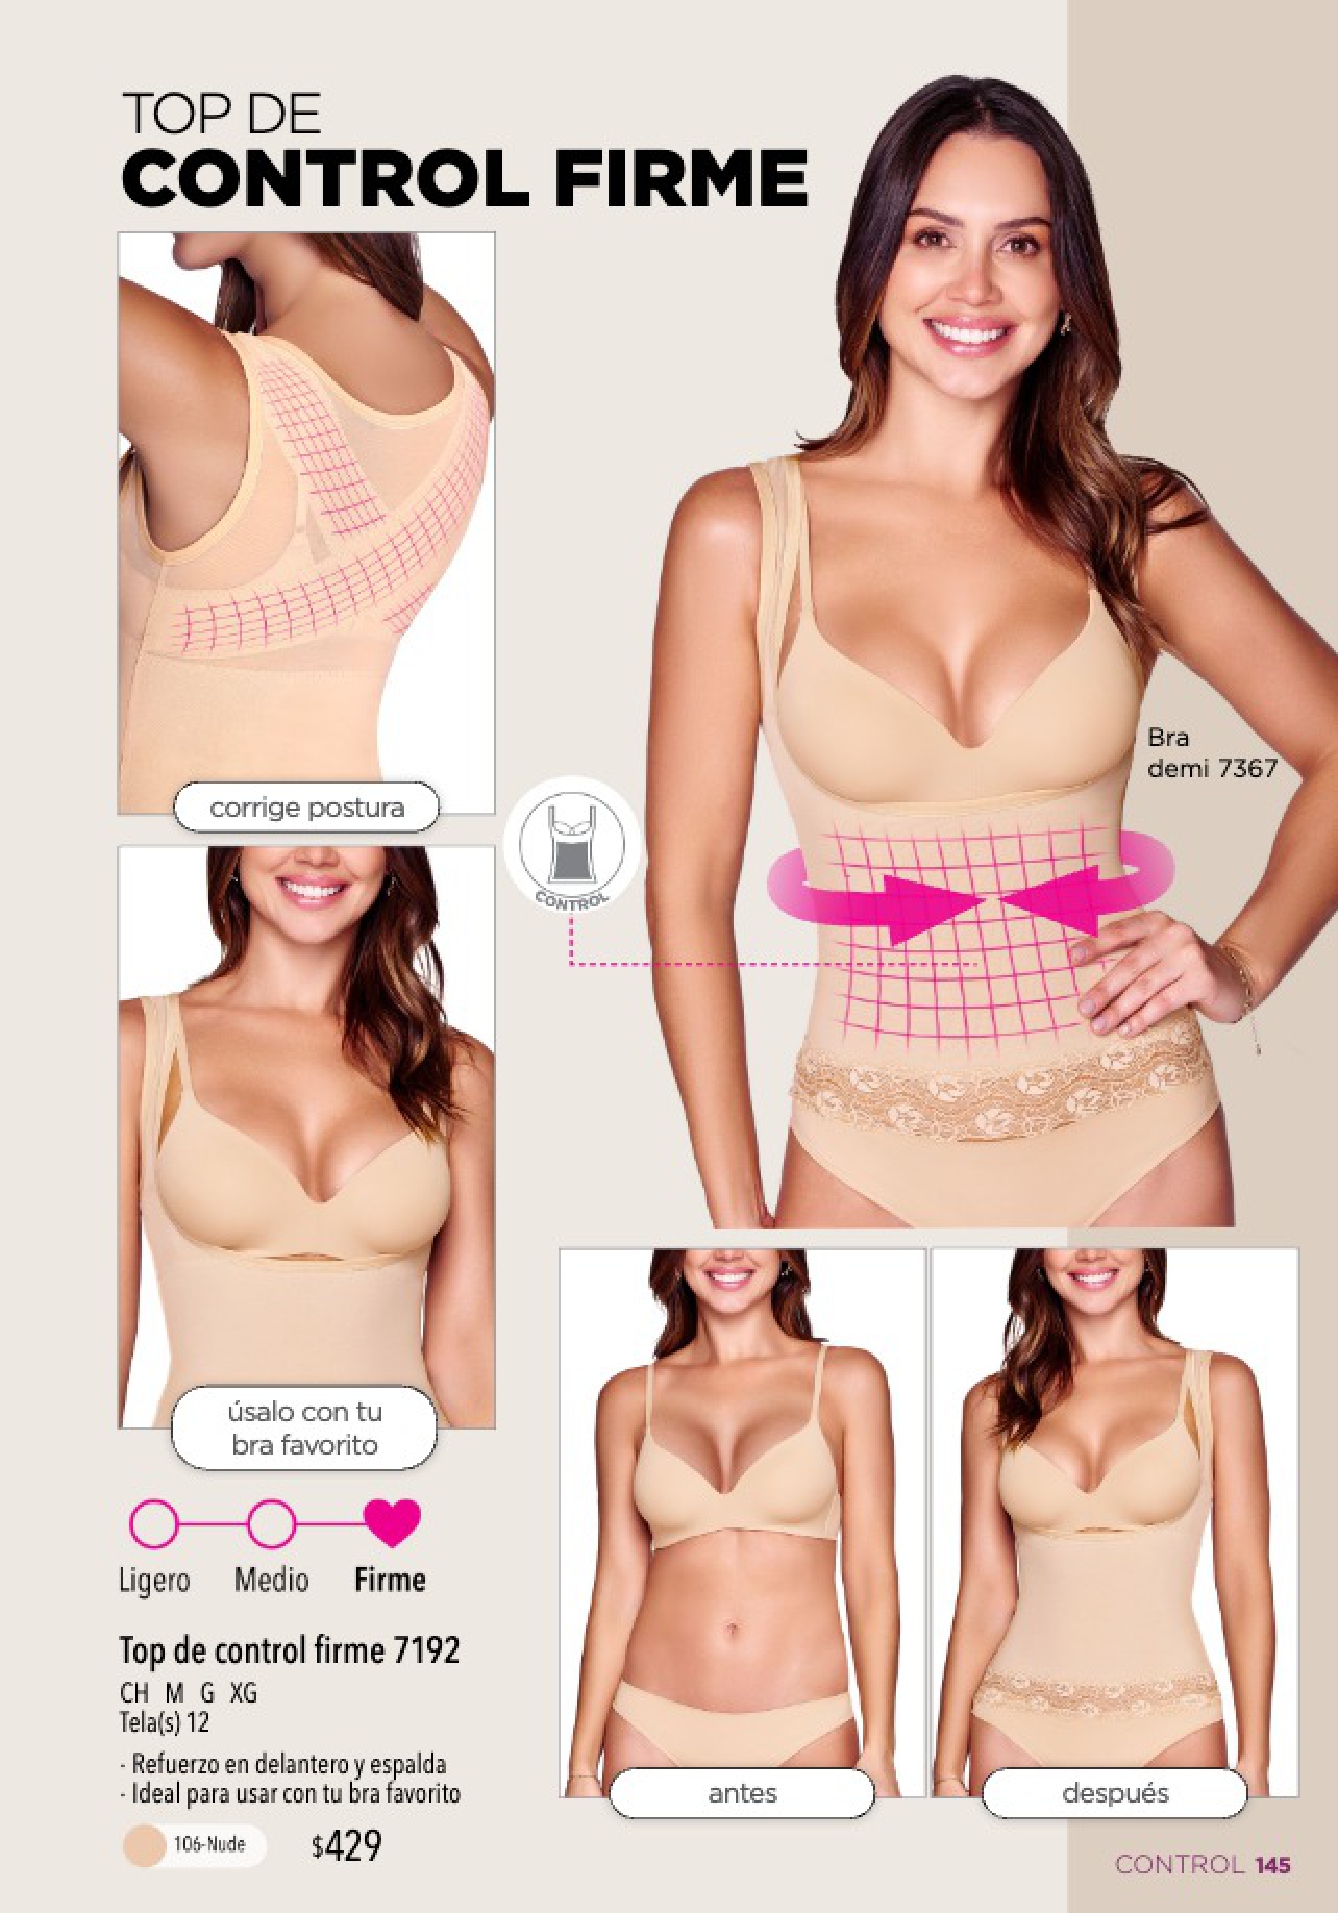 TOP DE
CONTROL FIRME
corrige postura
Bra
demi 7367
CONTROL
úsalo con tu
bra favorito
Ligero Medio Firme
Top de control firme 7192
CH M G XG
Tela(s) 12
- Refuerzo en delantero y espalda
- Ideal para usar con tu bra favorito
106-Nude $429
antes
después
CONTROL 145